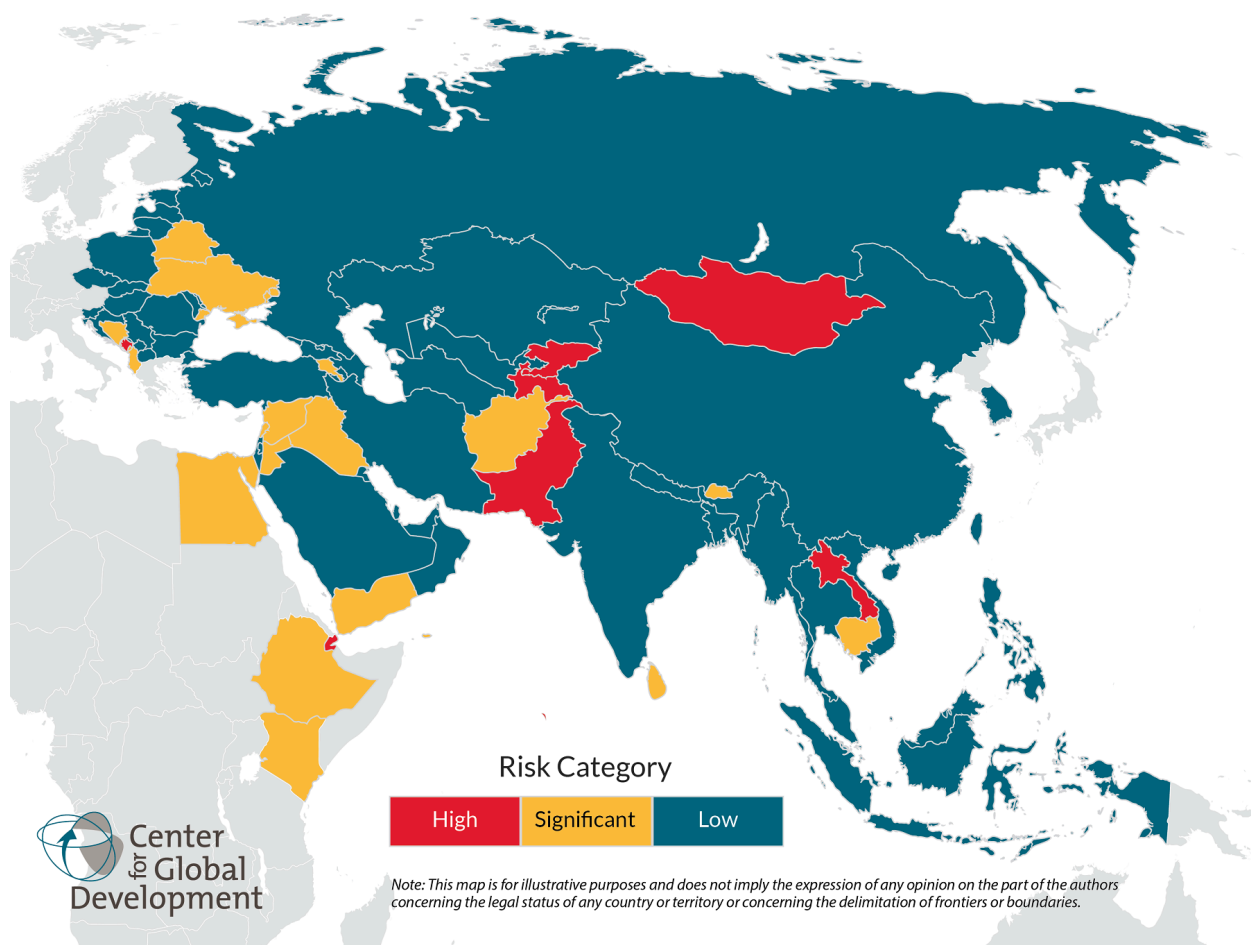 Risk Category
High
Significant
Low
Center
for Global
Development
Note: This map is for illustrative purposes and does not imply the expression of any opinion on the part of the authors
concerning the legal status of any country or territory or concerning the delimitation of frontiers or boundaries.